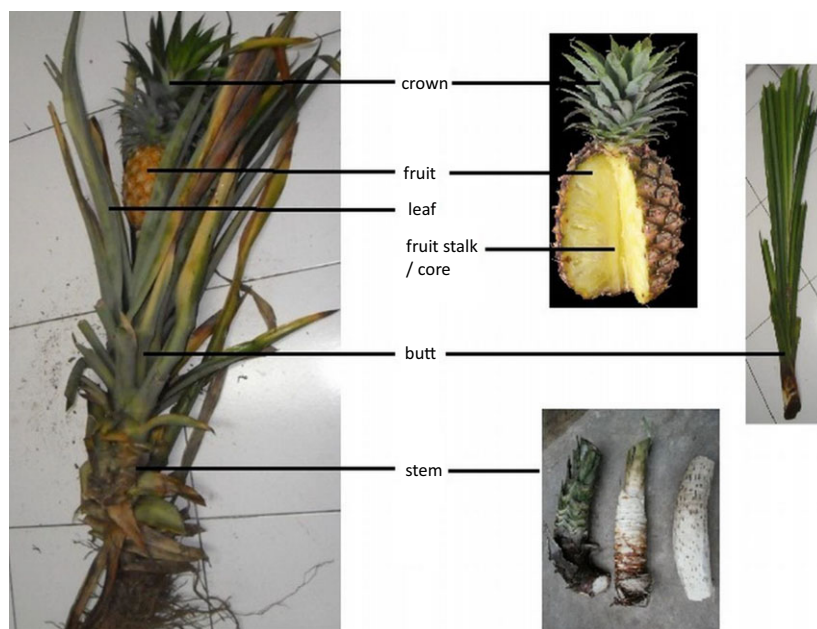 crown
fruit
leaf
fruit stalk
/ core
butt
stem